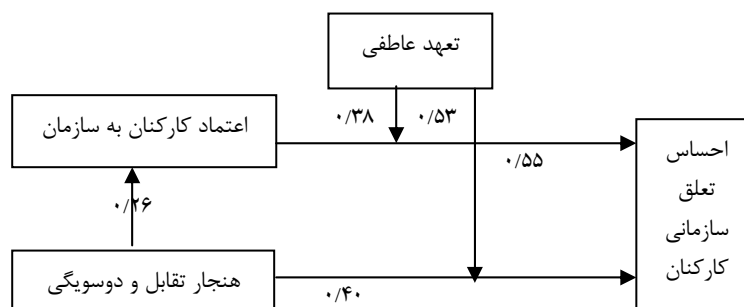 تعهد عاطفی
۰/۳۸
۰/۵۳
اعتماد کارکنان به سازمان
۰/۵۵
احساس
تعلق
سازمانی
کارکنان
۰/۲۶
هنجار تقابل و دوسویگی
۰/۴۰